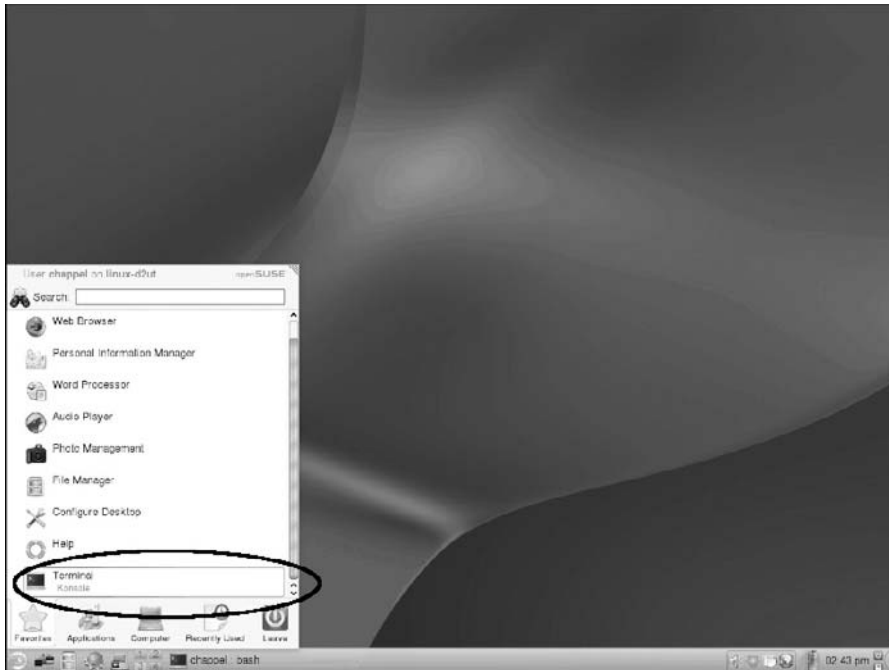 User chappel on linux-d2ut openSUSE
Search:
Web Browser
Personal Information Manager
Word Processor
Audio Player
Photo Management
File Manager
Configure Desktop
Help
Terminal
Konsole
Favorites Applications Computer Recently Used Leave
chappel : bash 02:43 pm